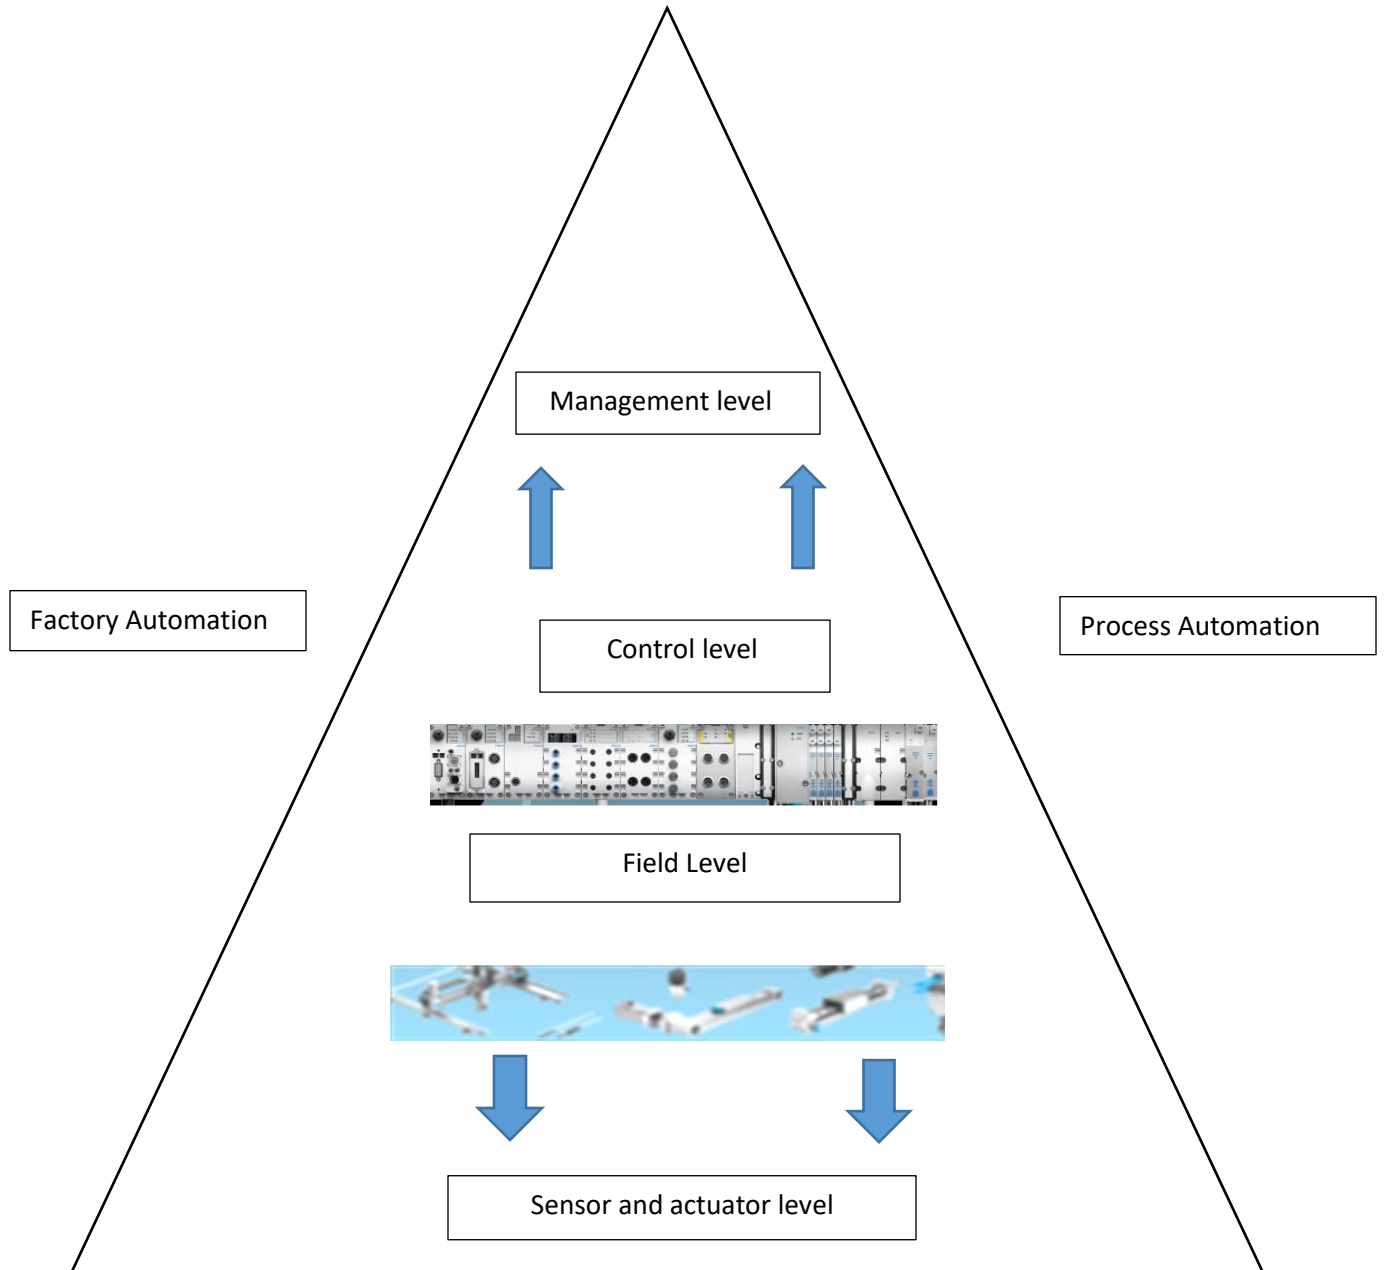 Management level
Factory Automation
Process Automation
Control level
Field Level
Sensor and actuator level